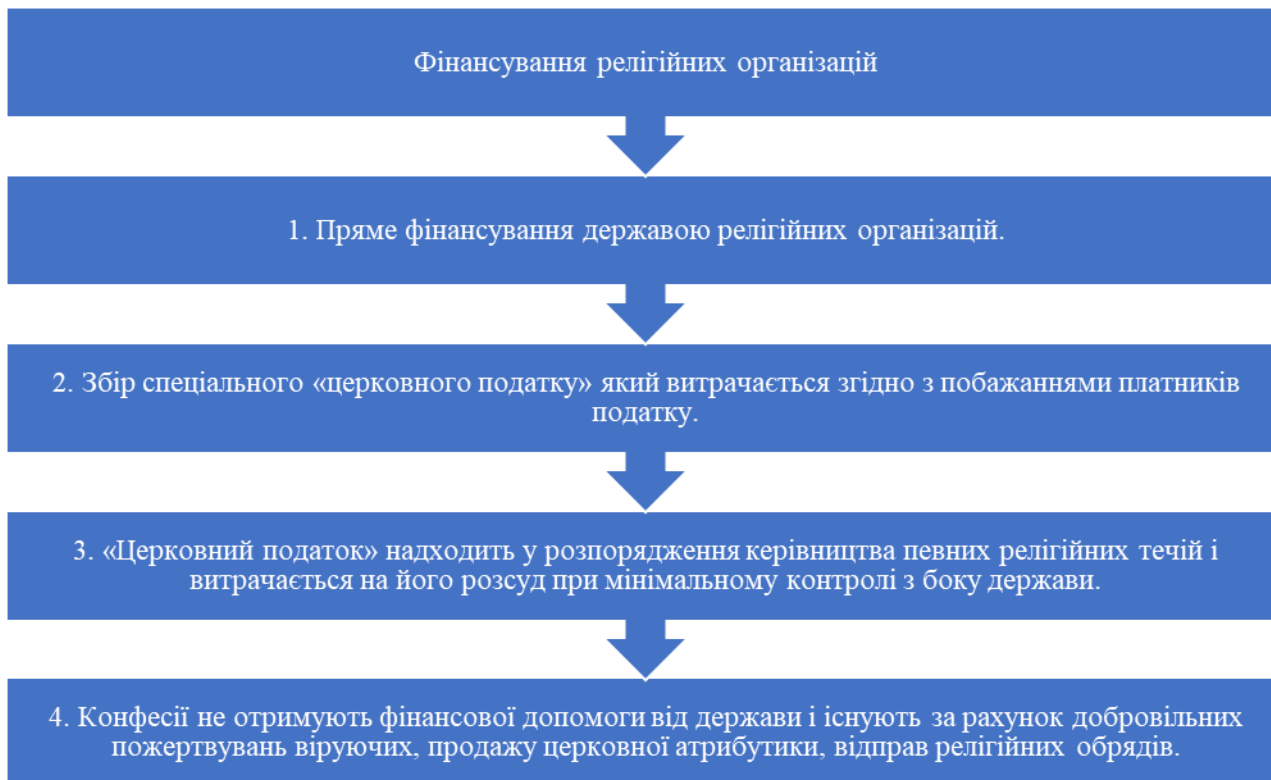 Фінансування релігійних організацій
1. Пряме фінансування державою релігійних організацій.
2. Збір спеціального «церковного податку» який витрачається згідно з побажаннями платників
податку.
3. «Церковний податок» надходить у розпорядження керівництва певних релігійних течій і
витрачається на його розсуд при мінімальному контролі з боку держави.
4. Конфесії не отримують фінансової допомоги від держави і існують за рахунок добровільних
пожертвувань віруючих, продажу церковної атрибутики, відправ релігійних обрядів.